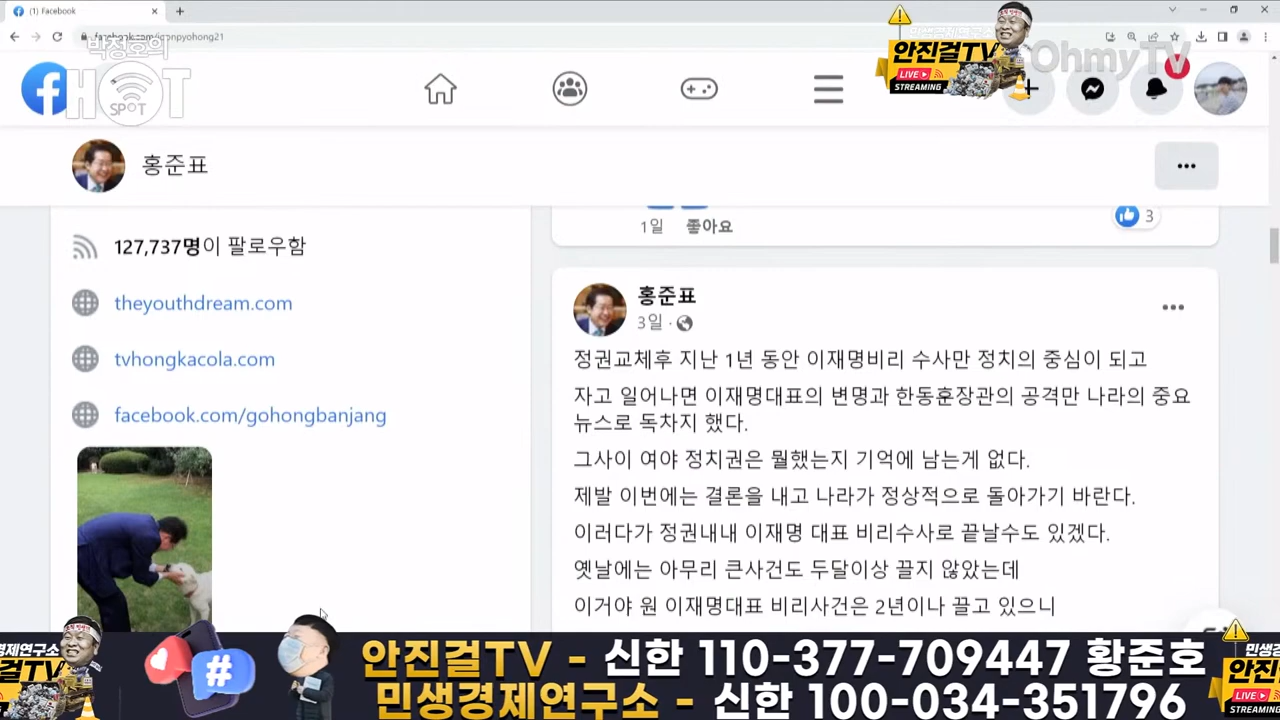 (1) Facebook
facebook.com/joonpyohong21
박정호의
HOT
SPOT
민생경제연구소
안진걸TV
LIVE
STREAMING
OhmyTV
홍준표
127,737명이 팔로우함
theyouthdream.com
tvhongkacola.com
facebook.com/gohongbanjang
1일 좋아요
3
홍준표
3일
정권교체후 지난 1년 동안 이재명비리 수사만 정치의 중심이 되고
자고 일어나면 이재명대표의 변명과 한동훈장관의 공격만 나라의 중요
뉴스로 독차지 했다.
그사이 여야 정치권은 뭘했는지 기억에 남는게 없다.
제발 이번에는 결론을 내고 나라가 정상적으로 돌아가기 바란다.
이러다가 정권내내 이재명 대표 비리수사로 끝날수도 있겠다.
옛날에는 아무리 큰사건도 두달이상 끌지 않았는데
이거야 원 이재명대표 비리사건은 2년이나 끌고 있으니
경제연구소
걸TV
LIVE
STREAMING
#
안진걸TV - 신한 110-377-709447 황준호
민생경제연구소 - 신한 100-034-351796
민생경
안진
LIVE
STREAMING